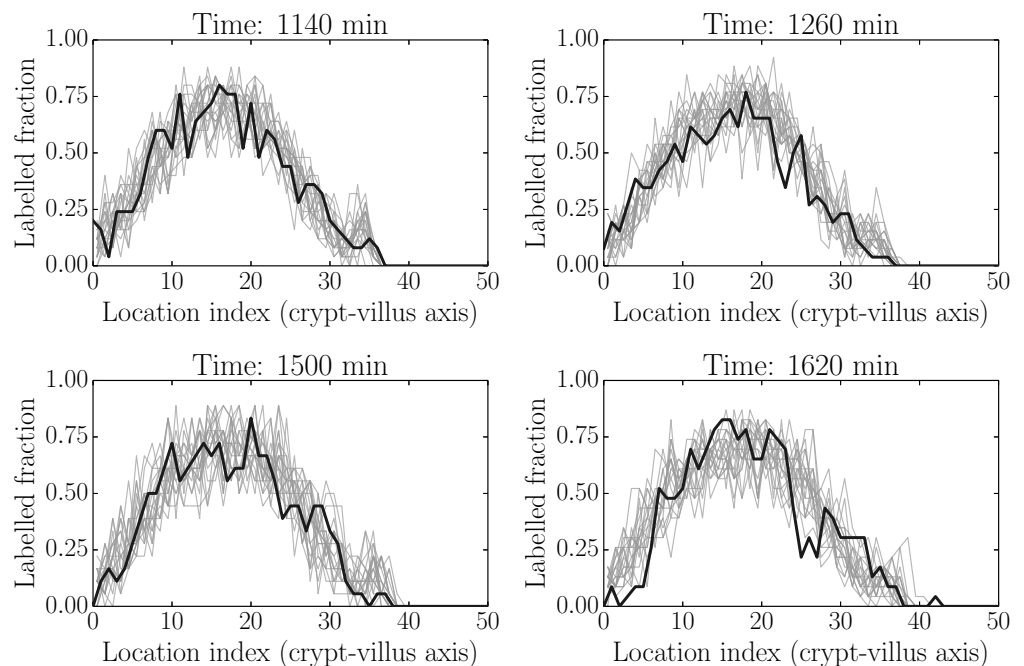 Time: 1140 min
1.00
0.75
0.50
0.25
0.00
Labelled fraction
0 10 20 30 40 50
Location index (crypt-villus axis)
Time: 1260 min
1.00
0.75
0.50
0.25
0.00
Labelled fraction
0 10 20 30 40 50
Location index (crypt-villus axis)
Time: 1500 min
1.00
0.75
0.50
0.25
0.00
Labelled fraction
0 10 20 30 40 50
Location index (crypt-villus axis)
Time: 1620 min
1.00
0.75
0.50
0.25
0.00
Labelled fraction
0 10 20 30 40 50
Location index (crypt-villus axis)